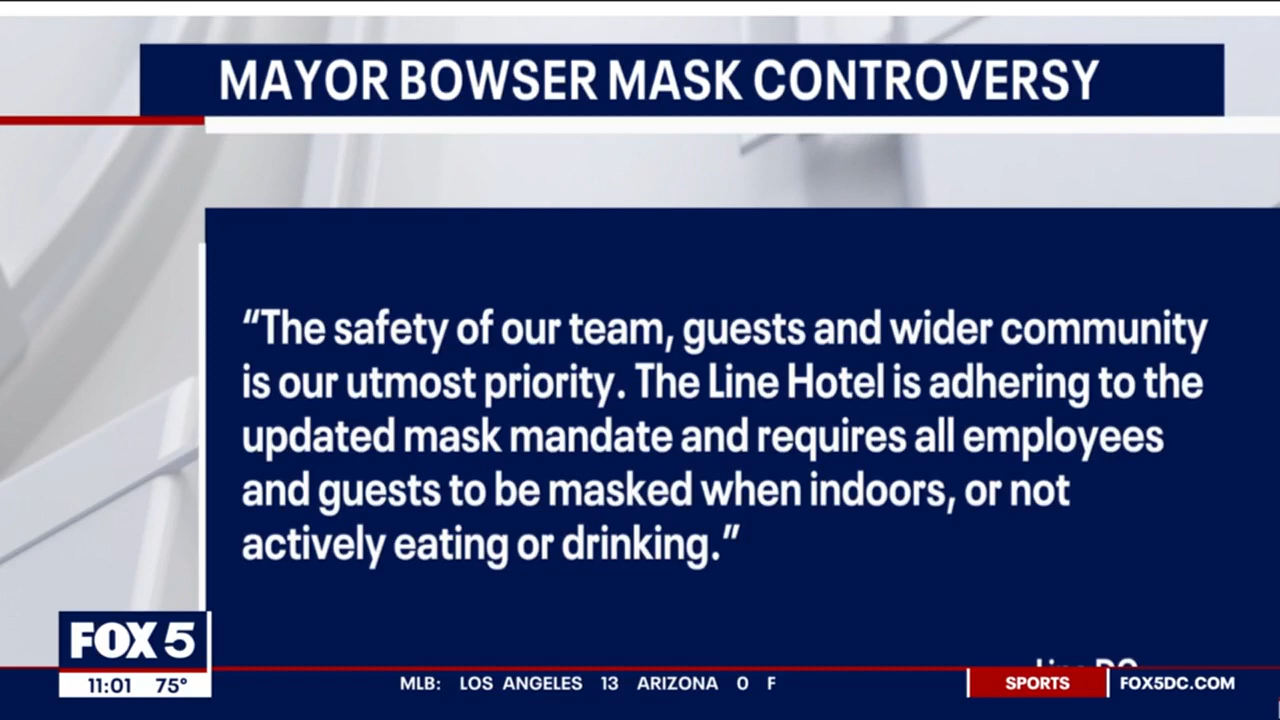 MAYOR BOWSER MASK CONTROVERSY
“The safety of our team, guests and wider community
is our utmost priority. The Line Hotel is adhering to the
updated mask mandate and requires all employees
and guests to be masked when indoors, or not
actively eating or drinking.”
Line DC
FOX 5
11:01 75°
MLB: LOS ANGELES 13 ARIZONA 0 F
SPORTS
FOX5DC.COM